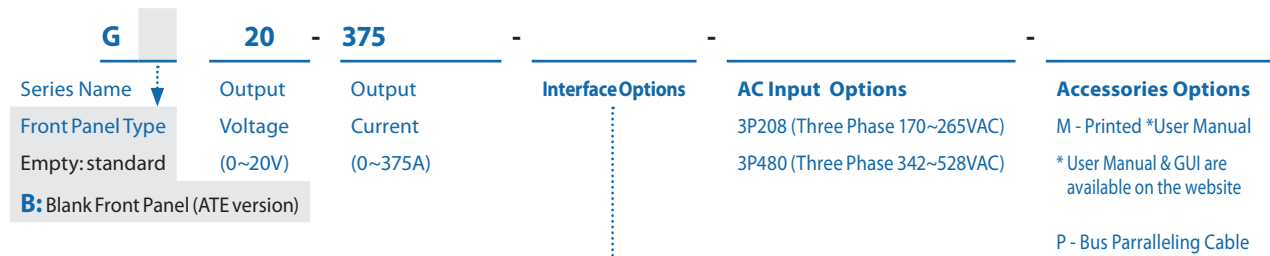 G 20 - 375 - - -
Series Name Output Output Interface Options AC Input Options Accessories Options
Front Panel Type Voltage Current 3P208 (Three Phase 170~265VAC) M - Printed *User Manual
Empty: standard (0~20V) (0~375A) 3P480 (Three Phase 342~528VAC) * User Manual & GUI are
available on the website
B: Blank Front Panel (ATE version)
P - Bus Parralleling Cable